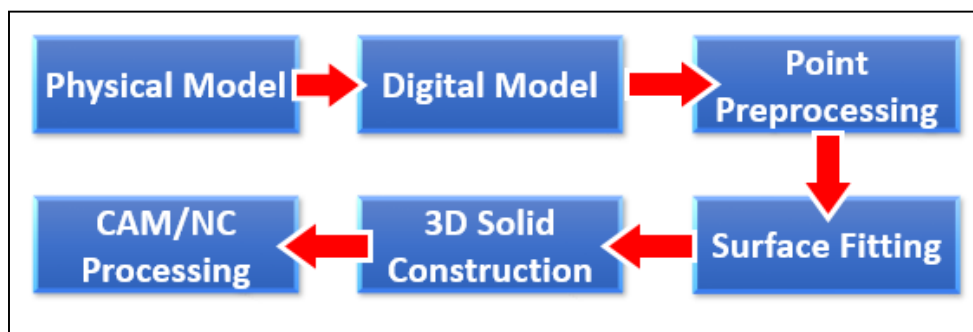 Physical Model
Digital Model
Point
Preprocessing
Surface Fitting
3D Solid
Construction
CAM/NC
Processing